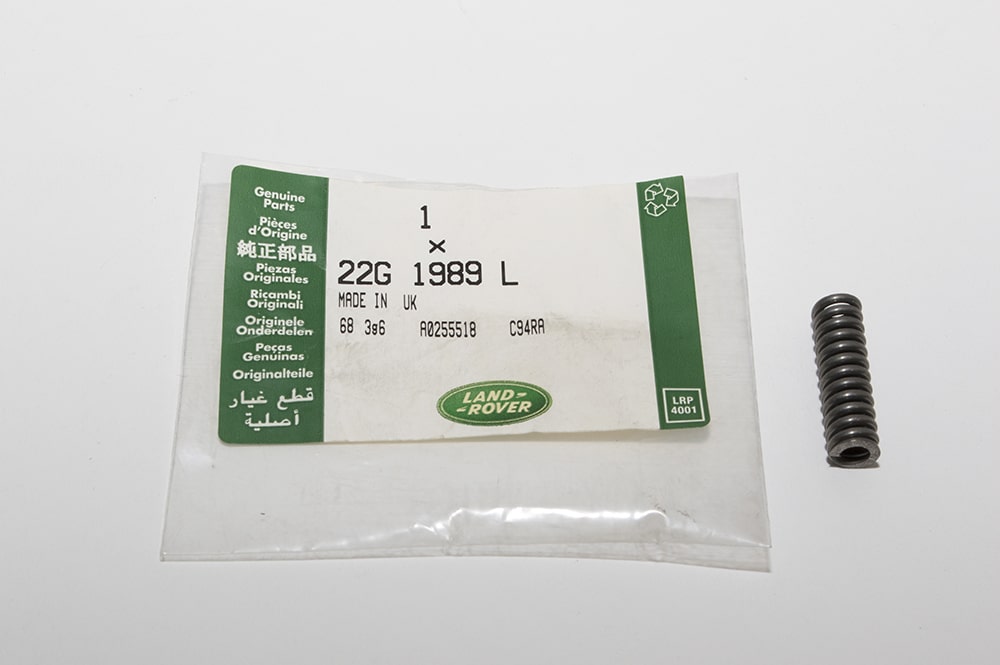 Genuine
Parts
Pièces
d'Origine
純正部品
Piezas
Originales
Ricambi
Originali
Originele
Onderdelen
Peças
Genuinas
Originalteile
قطع غيار
أصلية
1
x
22G 1989 L
MADE IN UK
68 3g6 A0255518 C94RA
LAND-
-ROVER
LRP
4001